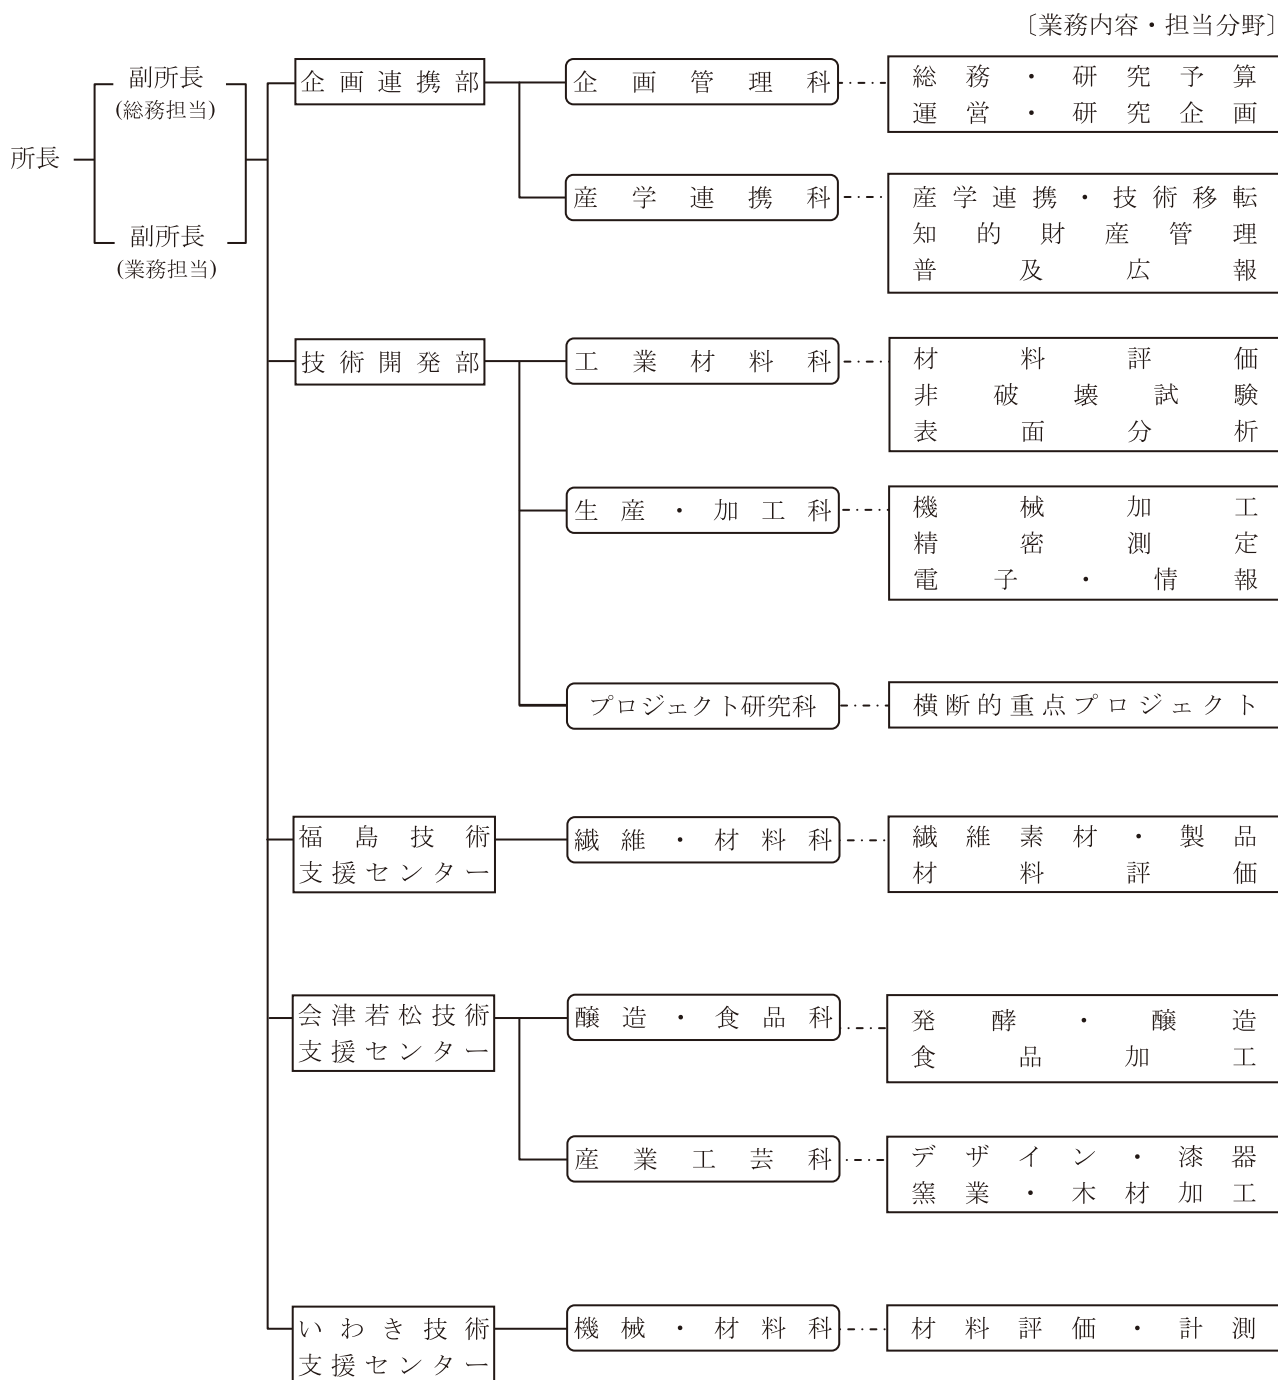 〔業務内容・担当分野〕
所長
副所長
(総務担当)
副所長
(業務担当)
企画連携部
企画管理科
総務・研究予算
運営・研究企画
産学連携科
産学連携・技術移転
知的財産管理
普及広報
技術開発部
工業材料科
材料評価
非破壊試験
表面分析
生産・加工科
機械加工
精密測定
電子・情報
プロジェクト研究科
横断的重点プロジェクト
福島技術
支援センター
繊維・材料科
繊維素材・製品
材料評価
会津若松技術
支援センター
醸造・食品科
発酵・醸造
食品加工
産業工芸科
デザイン・漆器
窯業・木材加工
いわき技術
支援センター
機械・材料科
材料評価・計測